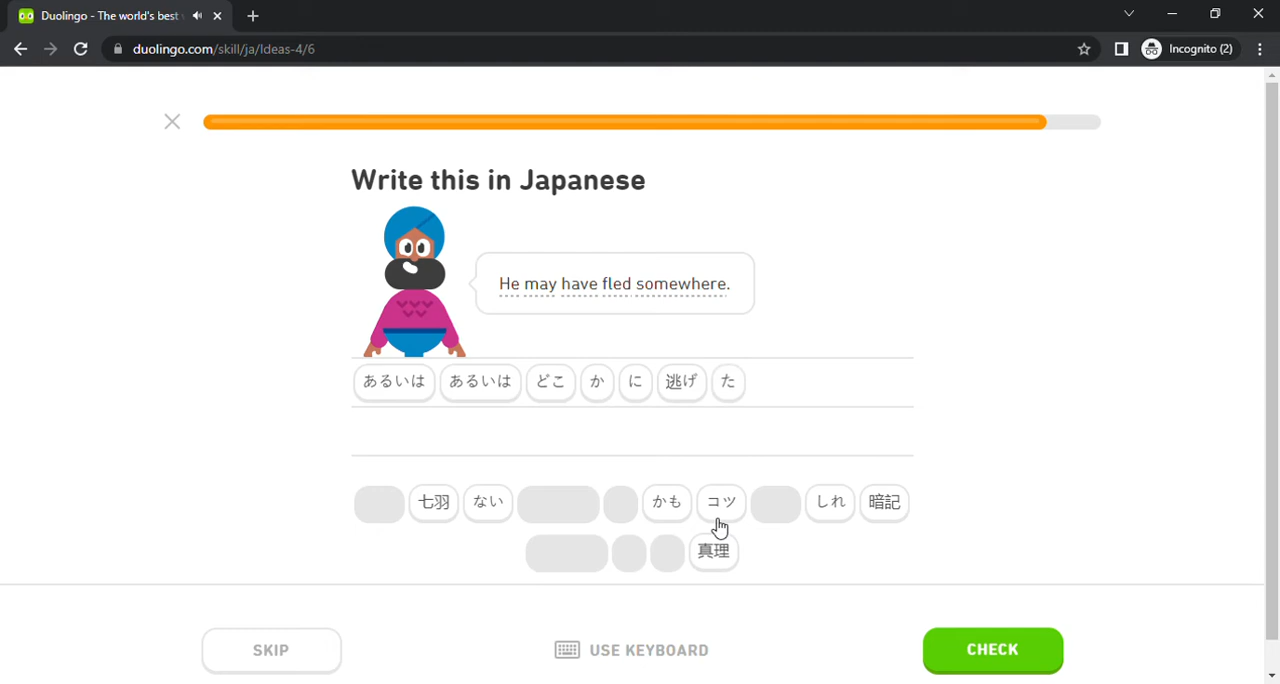 Duolingo - The world's best
duolingo.com/skill/ja/Ideas-4/6
Incognito (2)
Write this in Japanese
He may have fled somewhere.
あるいは あるいは どこ か に 逃げ た
七羽 ない かも コツ しれ 暗記
真理
SKIP
USE KEYBOARD
CHECK